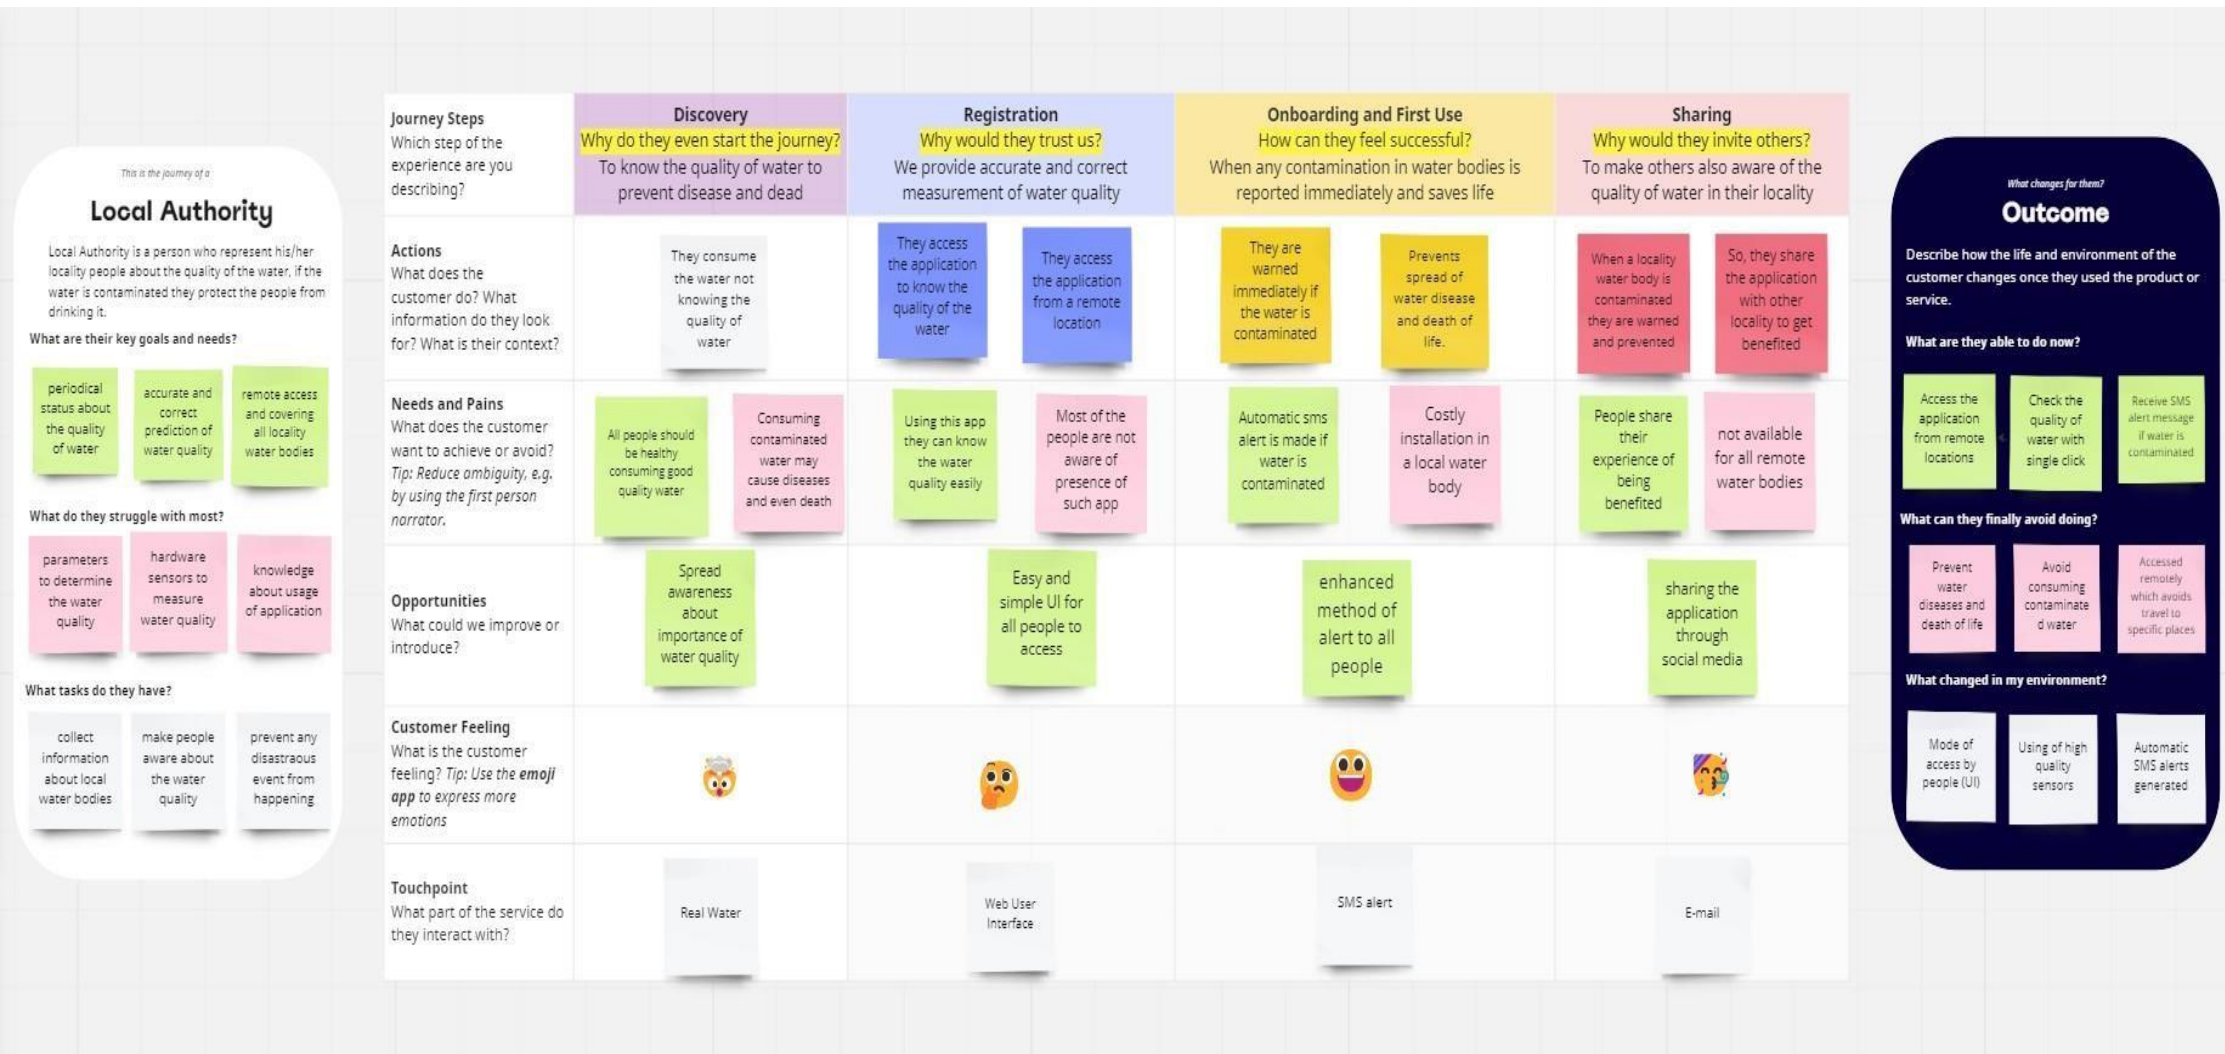 This is the journey of a
Local Authority
Local Authority is a person who represent his/her
locality people about the quality of the water, if the
water is contaminated they protect the people from
drinking it.
What are their key goals and needs?
periodical
status about
the quality
of water
accurate and
correct
prediction of
water quality
remote access
and covering
all locality
water bodies
What do they struggle with most?
parameters
to determine
the water
quality
hardware
sensors to
measure
water quality
knowledge
about usage
of application
What tasks do they have?
collect
information
about local
water bodies
make people
aware about
the water
quality
prevent any
disastraous
event from
happening
Journey Steps
Which step of the
experience are you
describing?
Discovery
Why do they even start the journey?
To know the quality of water to
prevent disease and dead
Registration
Why would they trust us?
We provide accurate and correct
measurement of water quality
Onboarding and First Use
How can they feel successful?
When any contamination in water bodies is
reported immediately and saves life
Sharing
Why would they invite others?
To make others also aware of the
quality of water in their locality
Actions
What does the
customer do? What
information do they look
for? What is their context?
They consume
the water not
knowing the
quality of
water
They access
the application
to know the
quality of the
water
They access
the application
from a remote
location
They are
warned
immediately if
the water is
contaminated
Prevents
spread of
water disease
and death of
life.
When a locality
water body is
contaminated
they are warned
and prevented
So, they share
the application
with other
locality to get
benefited
Needs and Pains
What does the customer
want to achieve or avoid?
Tip: Reduce ambiguity, e.g.
by using the first person
narrator.
All people should
be healthy
consuming good
quality water
Consuming
contaminated
water may
cause diseases
and even death
Using this app
they can know
the water
quality easily
Most of the
people are not
aware of
presence of
such app
Automatic sms
alert is made if
water is
contaminated
Costly
installation in
a local water
body
People share
their
experience of
being
benefited
not available
for all remote
water bodies
Opportunities
What could we improve or
introduce?
Spread
awareness
about
importance of
water quality
Easy and
simple UI for
all people to
access
enhanced
method of
alert to all
people
sharing the
application
through
social media
Customer Feeling
What is the customer
feeling? Tip: Use the emoji
app to express more
emotions
Touchpoint
What part of the service do
they interact with?
Real Water
Web User
Interface
SMS alert
E-mail
What changes for them?
Outcome
Describe how the life and environment of the
customer changes once they used the product or
service.
What are they able to do now?
Access the
application
from remote
locations
Check the
quality of
water with
single click
Receive SMS
alert message
if water is
contaminated
What can they finally avoid doing?
Prevent
water
diseases and
death of life
Avoid
consuming
contaminate
d water
Accessed
remotely
which avoids
travel to
specific places
What changed in my environment?
Mode of
access by
people (UI)
Using of high
quality
sensors
Automatic
SMS alerts
generated